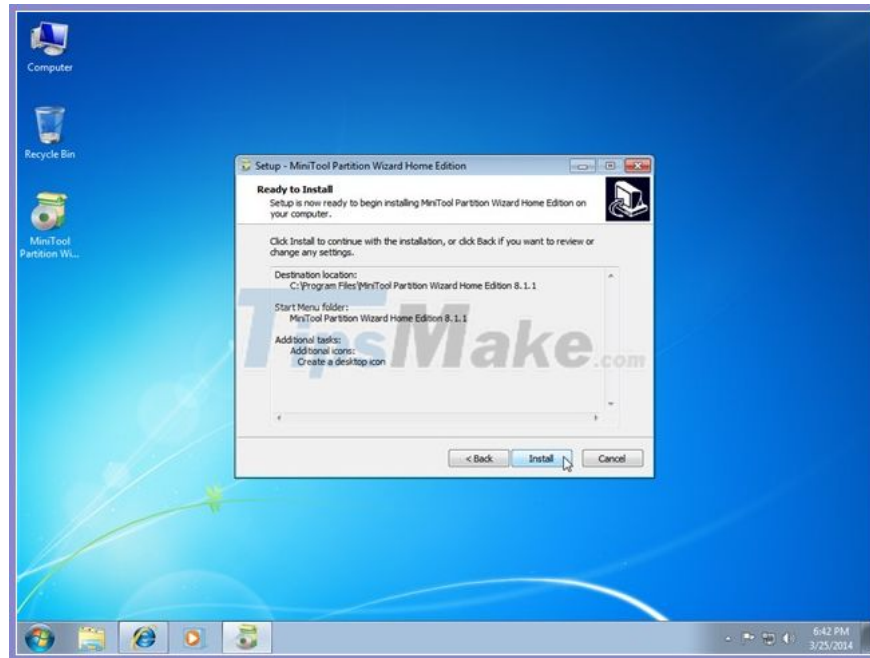 Computer
Recycle Bin
MiniTool
Partition Wi...
Setup - MiniTool Partition Wizard Home Edition
Ready to Install
Setup is now ready to begin installing MiniTool Partition Wizard Home Edition on
your computer.
Click Install to continue with the installation, or click Back if you want to review or
change any settings.
Destination location:
C:\Program Files\MiniTool Partition Wizard Home Edition 8.1.1
Start Menu folder:
MiniTool Partition Wizard Home Edition 8.1.1
Additional tasks:
Additional icons:
Create a desktop icon
TipsMake.com
< Back
Install
Cancel
6:42 PM
3/25/2014